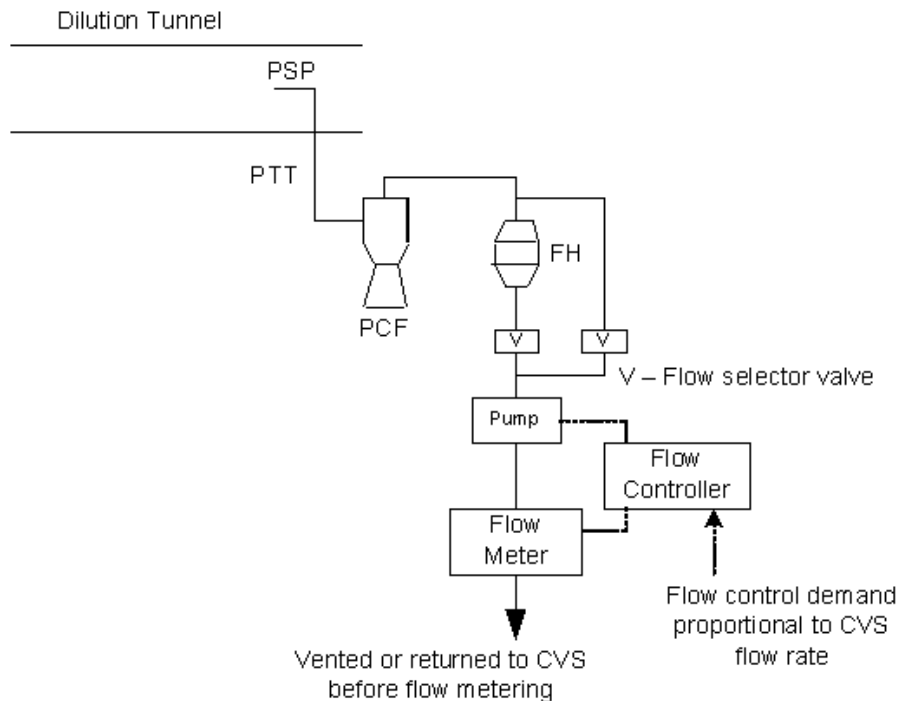 Dilution Tunnel
PSP
PTT
FH
PCF
V
V
V – Flow selector valve
Pump
Flow
Controller
Flow
Meter
Flow control demand
proportional to CVS
flow rate
Vented or returned to CVS
before flow metering